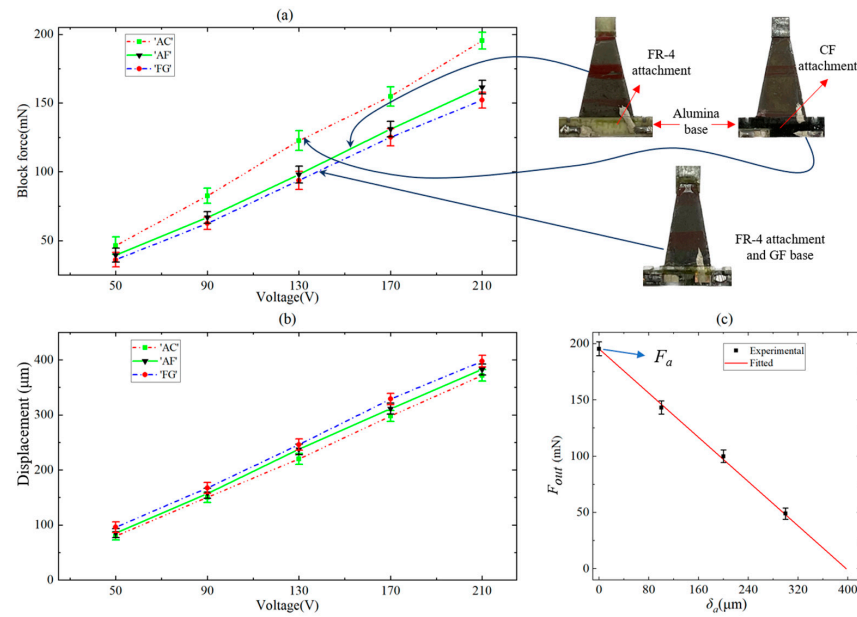 (a)
200
150
100
50
Block force(mN)
'AC'
'AF'
'FG'
50
90
130
170
210
Voltage(V)
FR-4
attachment
CF
attachment
Alumina
base
FR-4 attachment
and GF base
(b)
400
300
200
100
0
Displacement (μm)
'AC'
'AF'
'FG'
50
90
130
170
210
Voltage(V)
(c)
200
150
100
50
0
Fout (mN)
Fa
Experimental
Fitted
0
80
160
240
320
400
δa(μm)